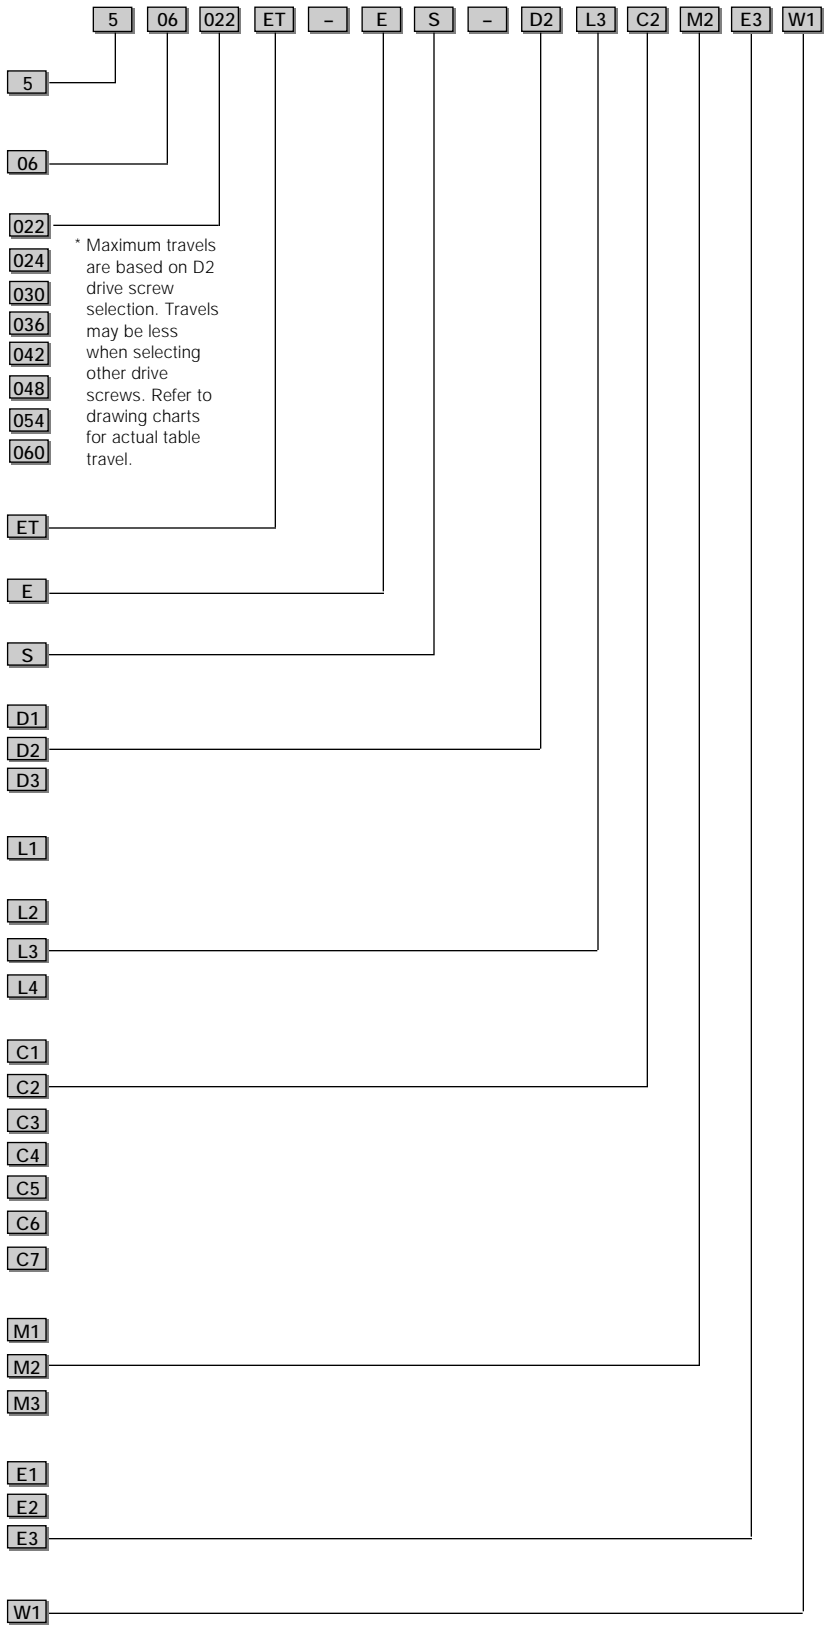 5 06 022 ET – E S – D2 L3 C2 M2 E3 W1
5
06
022
024
030
036
042
048
054
060
* Maximum travels
are based on D2
drive screw
selection. Travels
may be less
when selecting
other drive
screws. Refer to
drawing charts
for actual table
travel.
ET
E
S
D1
D2
D3
L1
L2
L3
L4
C1
C2
C3
C4
C5
C6
C7
M1
M2
M3
E1
E2
E3
W1